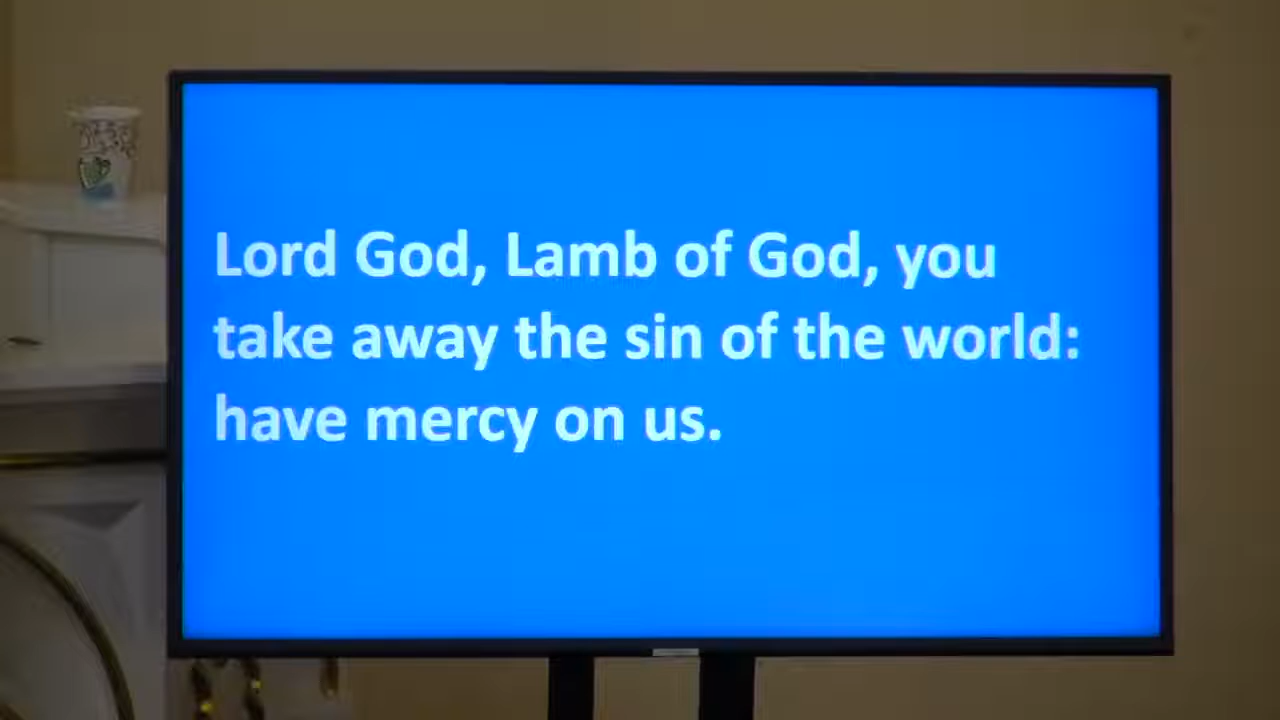 Lord God, Lamb of God, you
take away the sin of the world:
have mercy on us.